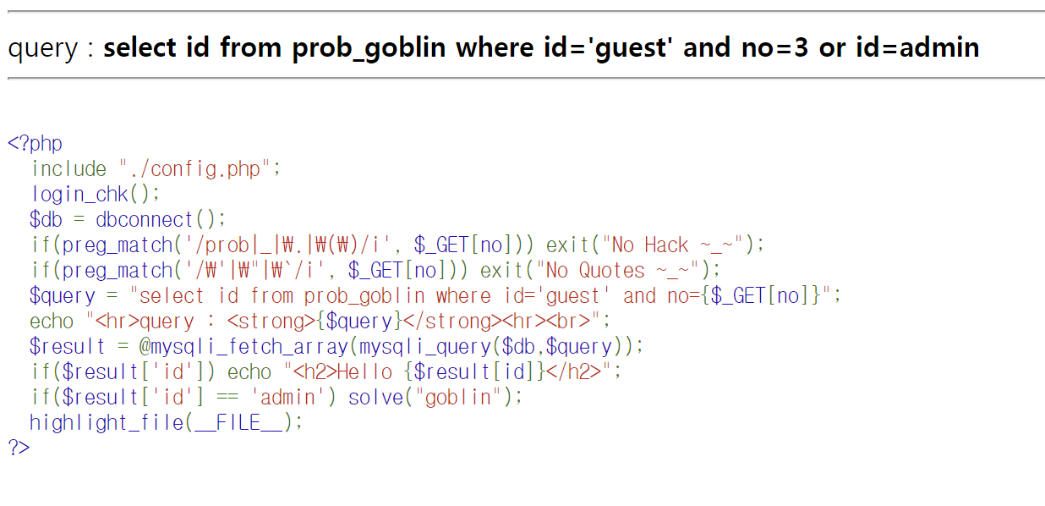 query : select id from prob_goblin where id='guest' and no=3 or id=admin
<?php
  include "./config.php";
  login_chk();
  $db = dbconnect();
  if(preg_match('/prob|_|₩.|₩(₩)/i', $_GET[no])) exit("No Hack ~_~");
  if(preg_match('/₩'|₩"|₩`/i', $_GET[no])) exit("No Quotes ~_~");
  $query = "select id from prob_goblin where id='guest' and no={$_GET[no]}";
  echo "<hr>query : <strong>{$query}</strong><hr><br>";
  $result = @mysqli_fetch_array(mysqli_query($db,$query));
  if($result['id']) echo "<h2>Hello {$result[id]}</h2>";
  if($result['id'] == 'admin') solve("goblin");
  highlight_file(__FILE__);
?>